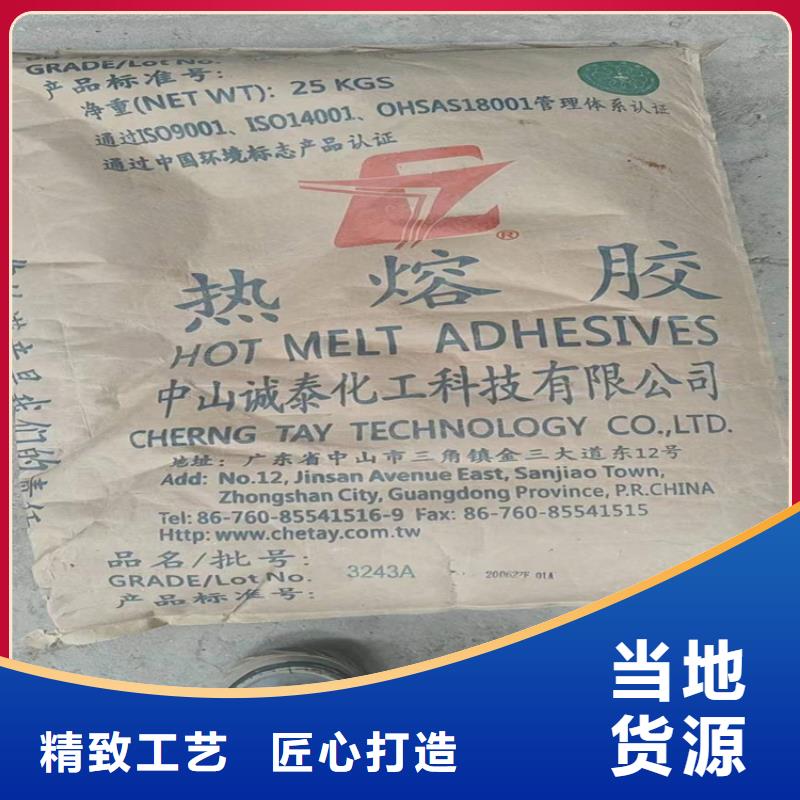 GRADE/Lot No.
产品标准号:
净重(NET WT): 25 KGS
通过ISO9001、ISO14001、OHSAS18001管理体系认证
通过中国环境标志产品认证
®
热熔胶
HOT MELT ADHESIVES
中山诚泰化工科技有限公司
CHERNG TAY TECHNOLOGY CO.,LTD.
地址: 广东省中山市三角镇金三大道东12号
Add: No.12, Jinsan Avenue East, Sanjiao Town,
Zhongshan City, Guangdong Province, P.R.CHINA
Tel: 86-760-85541516-9 Fax: 86-760-85541515
Http: www.chetay.com.tw
品名/批号:
GRADE/Lot No. 3243A
产品标准号:
是我们的责任
当地
货源
精致工艺 匠心打造